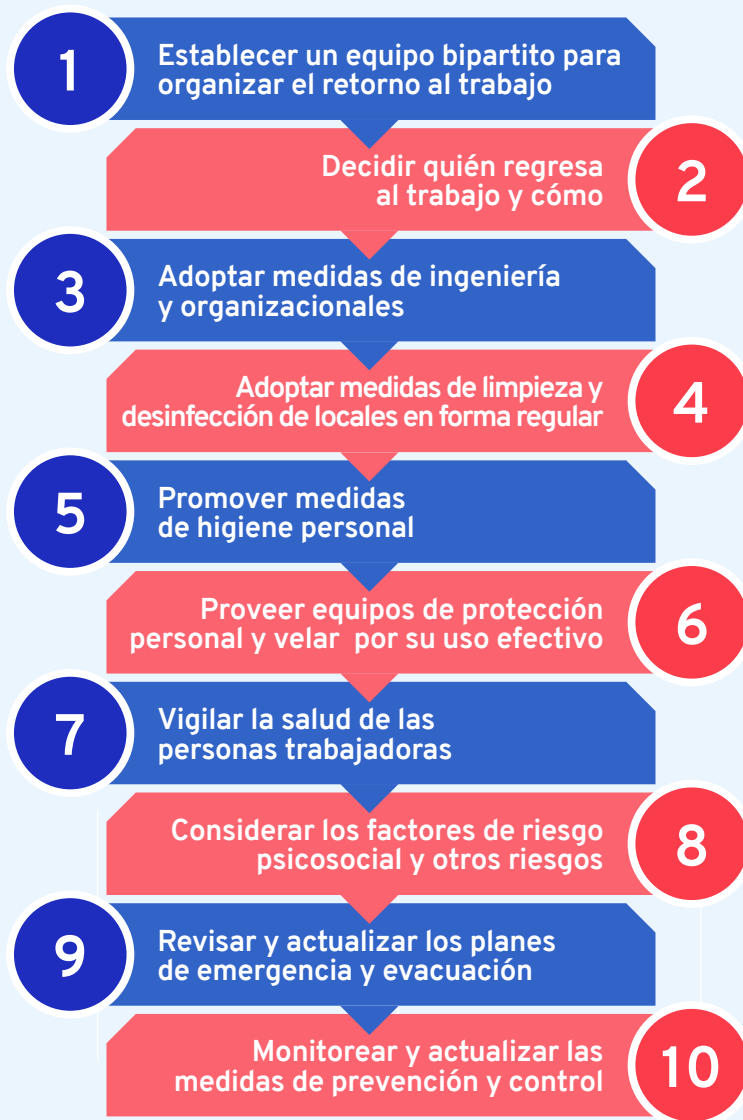 1
Establecer un equipo bipartito para
organizar el retorno al trabajo
Decidir quién regresa
al trabajo y cómo
2
3
Adoptar medidas de ingeniería
y organizacionales
Adoptar medidas de limpieza y
desinfección de locales en forma regular
4
5
Promover medidas
de higiene personal
Proveer equipos de protección
personal y velar por su uso efectivo
6
7
Vigilar la salud de las
personas trabajadoras
Considerar los factores de riesgo
psicosocial y otros riesgos
8
9
Revisar y actualizar los planes
de emergencia y evacuación
Monitorear y actualizar las
medidas de prevención y control
10